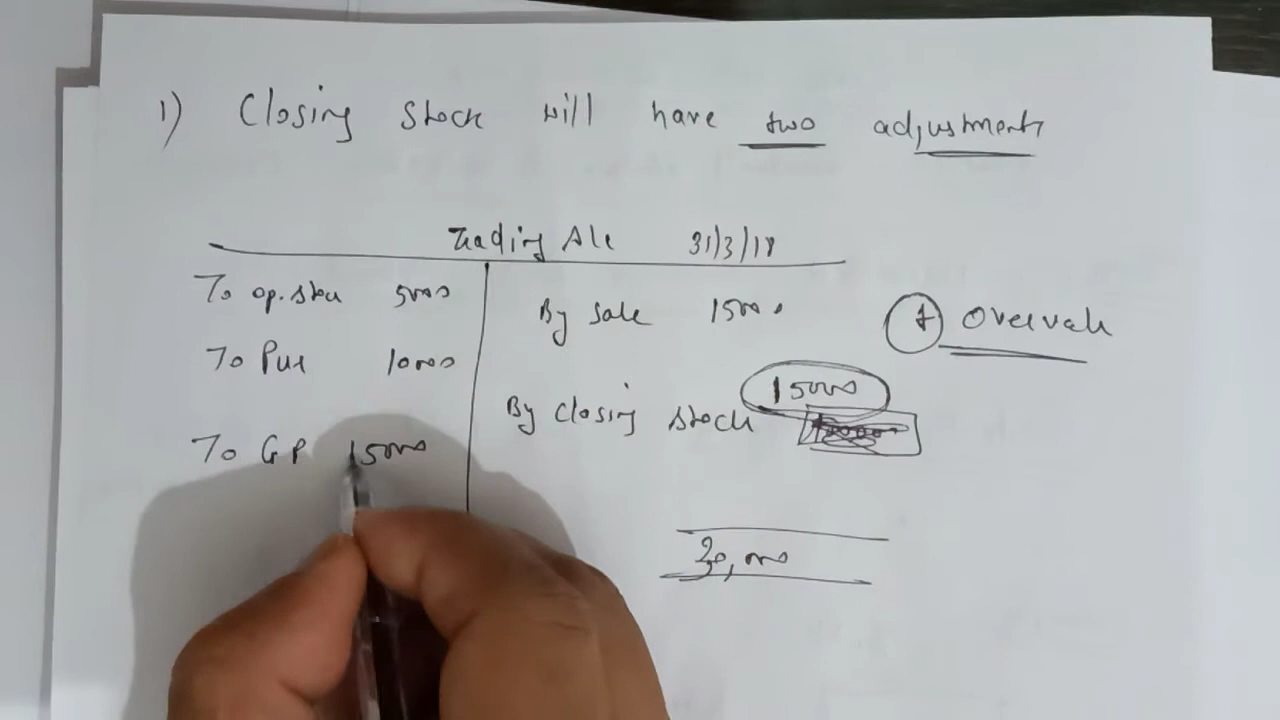 1) Closing Stock will have two adjustments
Trading A/c 31/3/18
To op. stock 5000
By sale 15000
+ Overvalu
To Pur 10000
15000
By Closing stock
To GP 15000
30,000